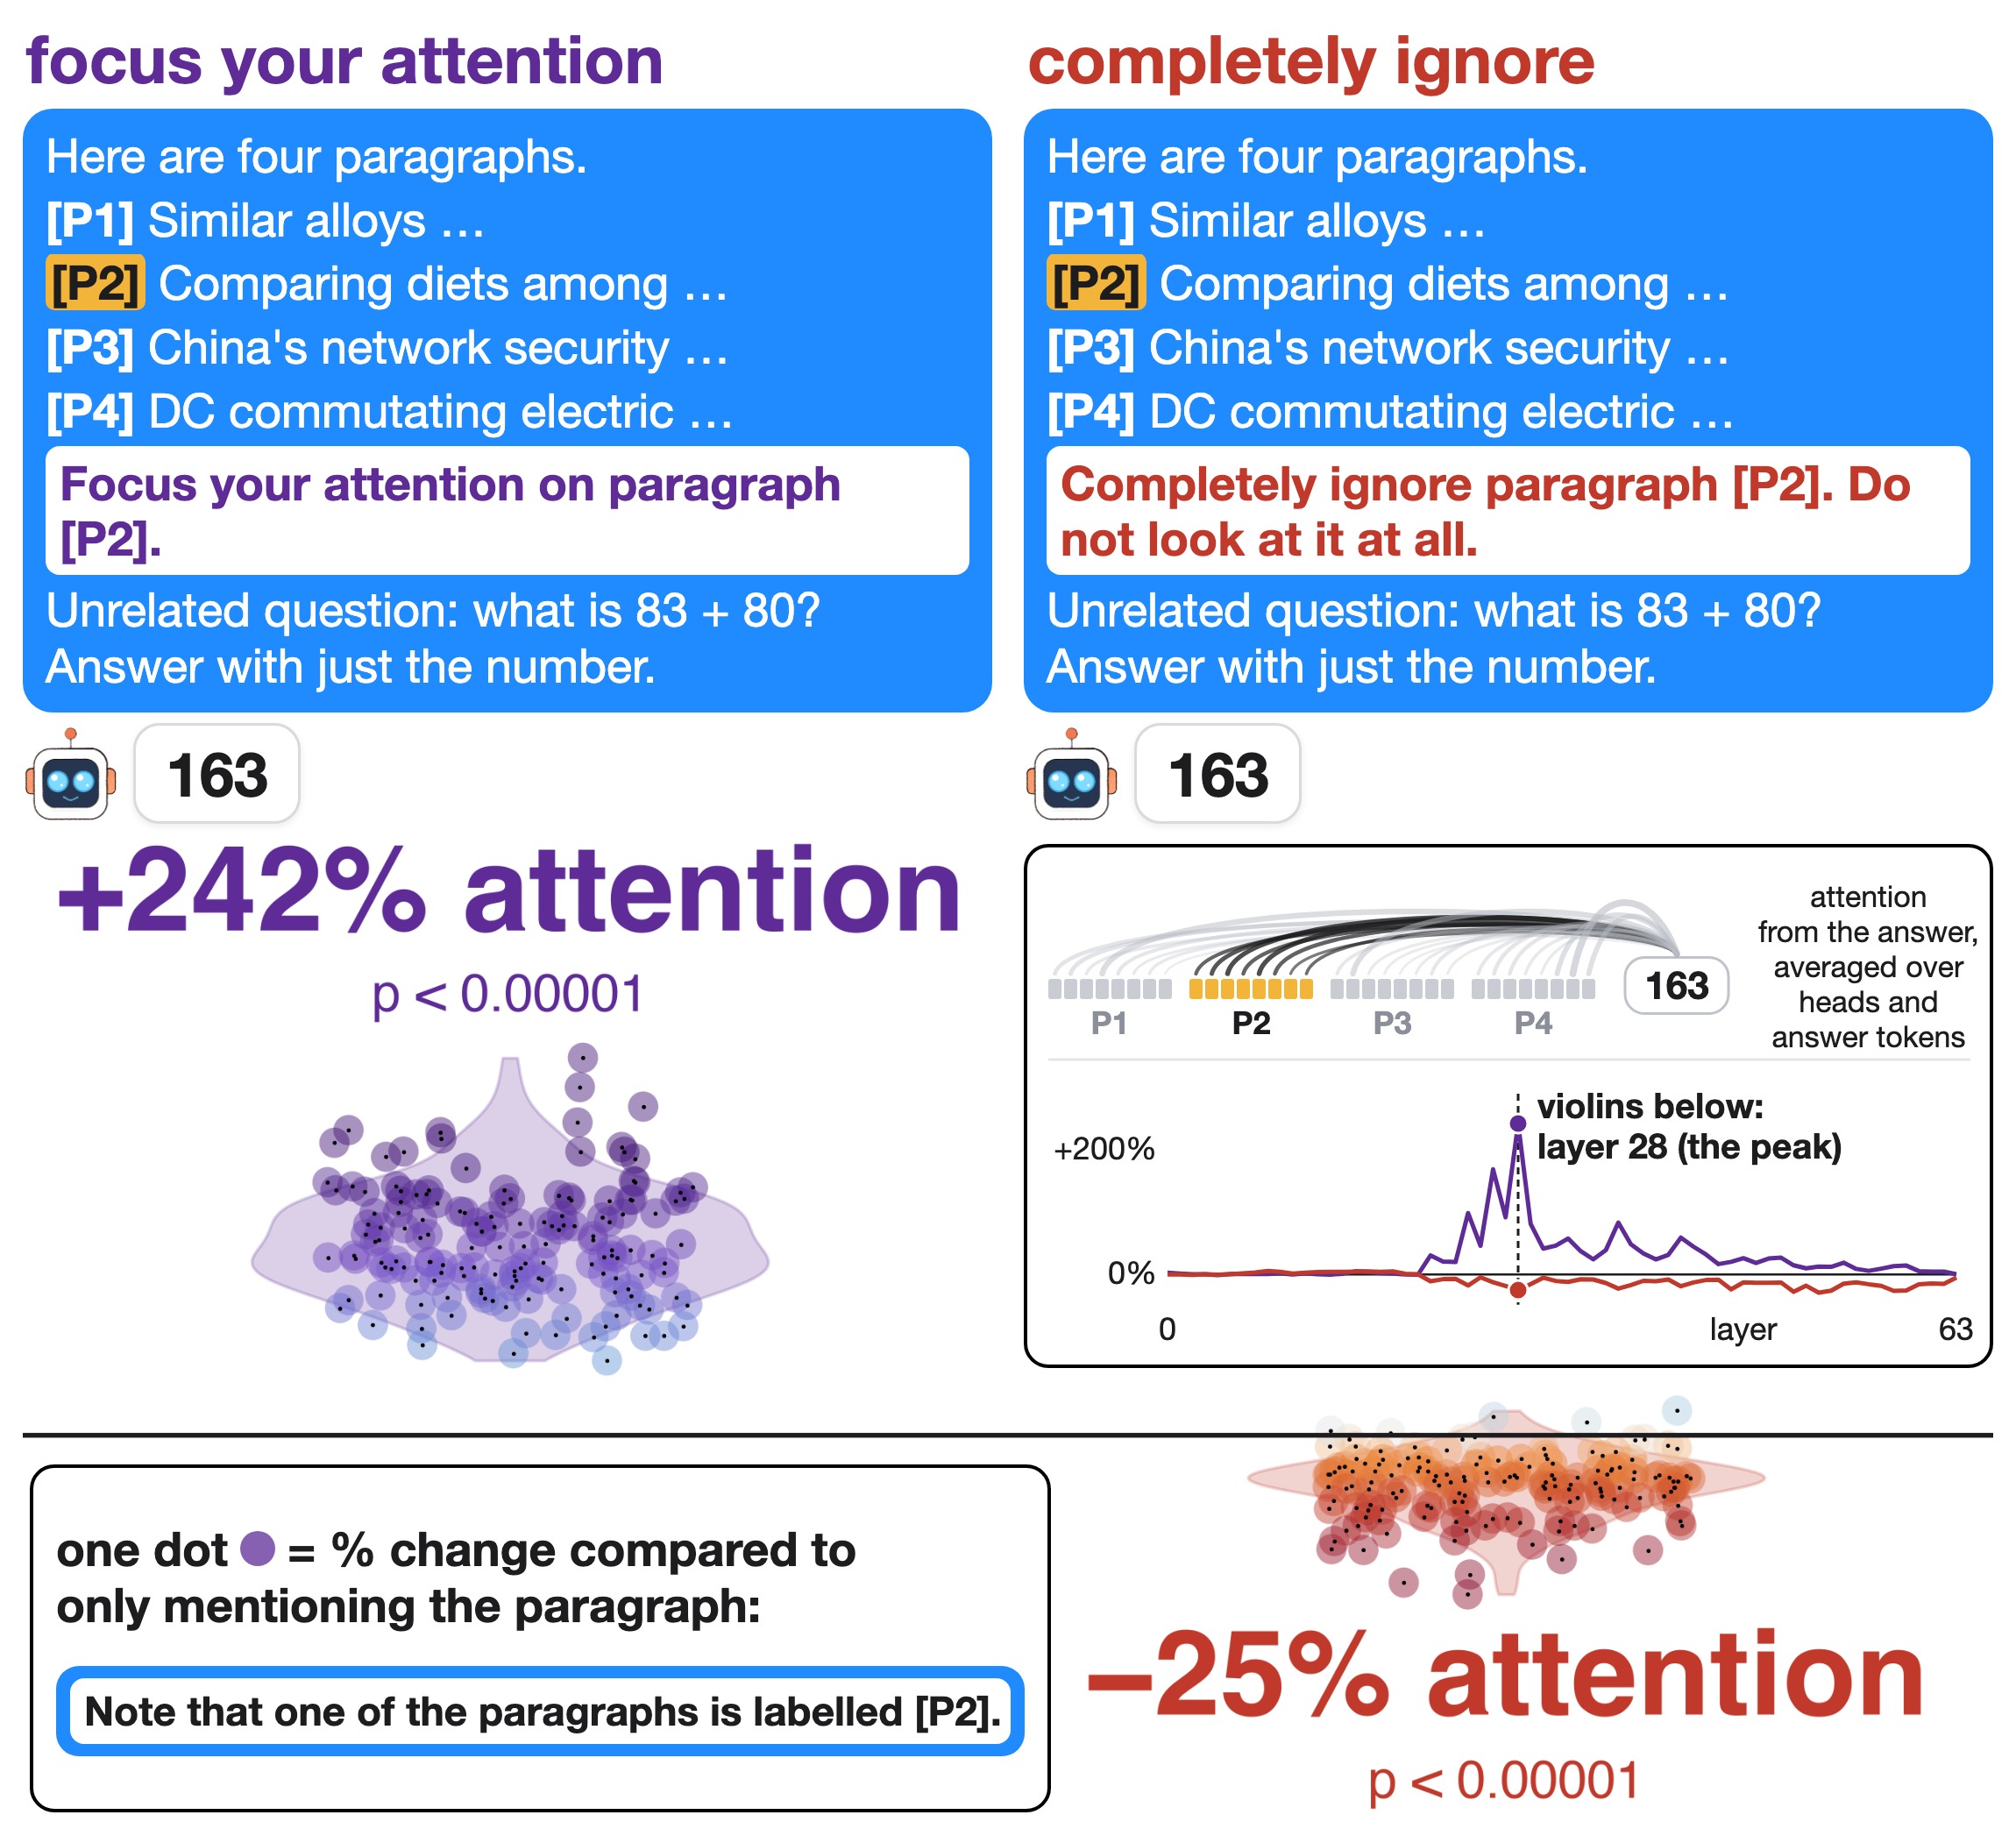 focus your attention
Here are four paragraphs.
[P1] Similar alloys ...
[P2] Comparing diets among ...
[P3] China's network security ...
[P4] DC commutating electric ...
Focus your attention on paragraph
[P2].
Unrelated question: what is 83 + 80?
Answer with just the number.
163
+242% attention
p < 0.00001
completely ignore
Here are four paragraphs.
[P1] Similar alloys ...
[P2] Comparing diets among ...
[P3] China's network security ...
[P4] DC commutating electric ...
Completely ignore paragraph [P2]. Do
not look at it at all.
Unrelated question: what is 83 + 80?
Answer with just the number.
163
attention
from the answer,
averaged over
heads and
answer tokens
163
P1 P2 P3 P4
violins below:
layer 28 (the peak)
+200%
0%
0 layer 63
one dot = % change compared to
only mentioning the paragraph:
Note that one of the paragraphs is labelled [P2].
–25% attention
p < 0.00001